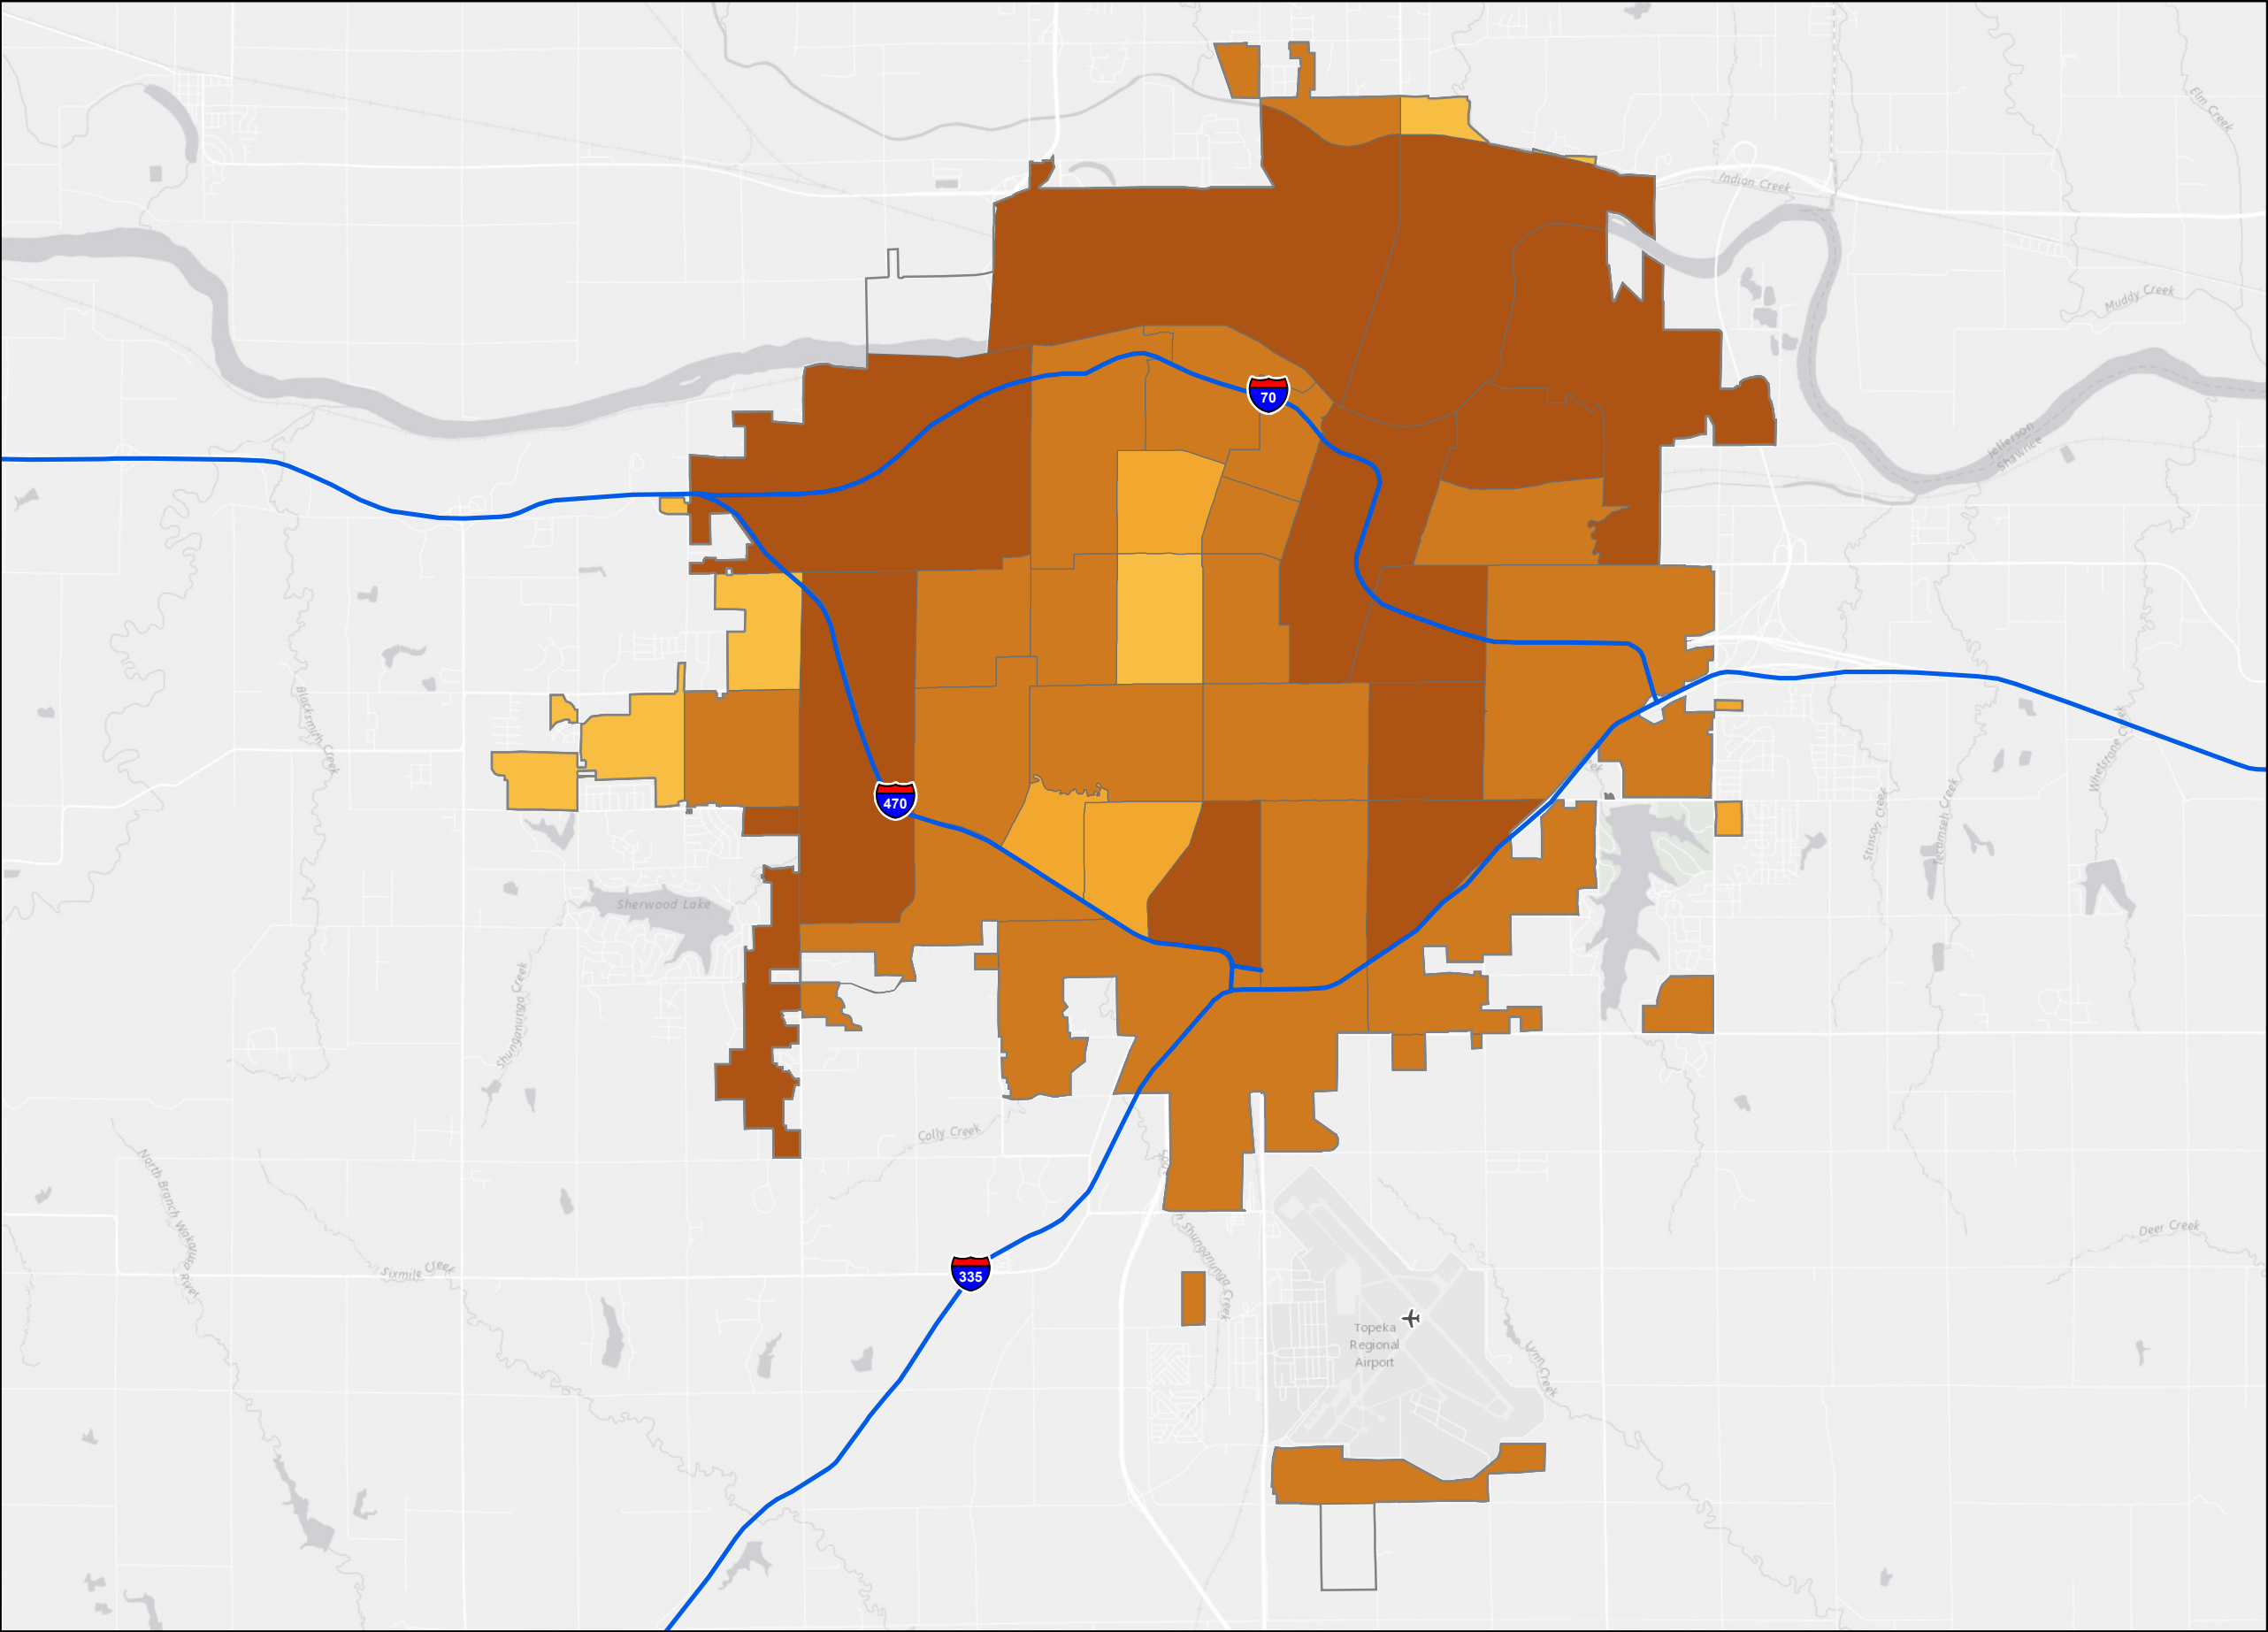 Elm Creek
Indian Creek
Muddy Creek
Jefferson
Shawnee
70
Blacksmith Creek
470
Whetstone Creek
Stinson Creek
Tecumseh Creek
Sherwood Lake
Shunganunga Creek
Colly Creek
North Branch Wakarusa River
Sixmile Creek
Shunganunga Creek
Deer Creek
335
Topeka
Regional
Airport
Lynn Creek